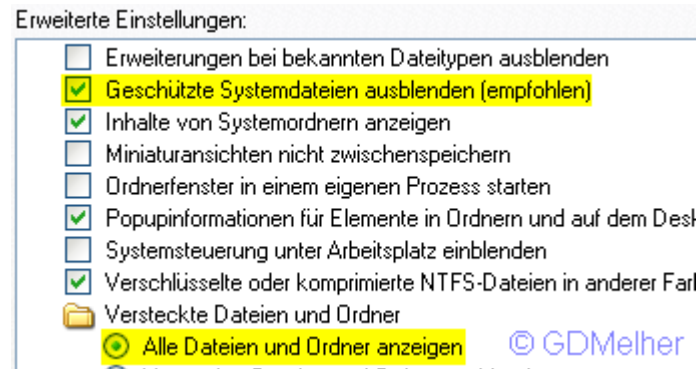 Erweiterte Einstellungen:
Erweiterungen bei bekannten Dateitypen ausblenden
Geschützte Systemdateien ausblenden (empfohlen)
Inhalte von Systemordnern anzeigen
Miniaturansichten nicht zwischenspeichern
Ordnerfenster in einem eigenen Prozess starten
Popupinformationen für Elemente in Ordnern und auf dem
Systemsteuerung unter Arbeitsplatz einblenden
Verschlüsselte oder komprimierte NTFS-Dateien in anderer
Versteckte Dateien und Ordner
Alle Dateien und Ordner anzeigen
© GDMelher